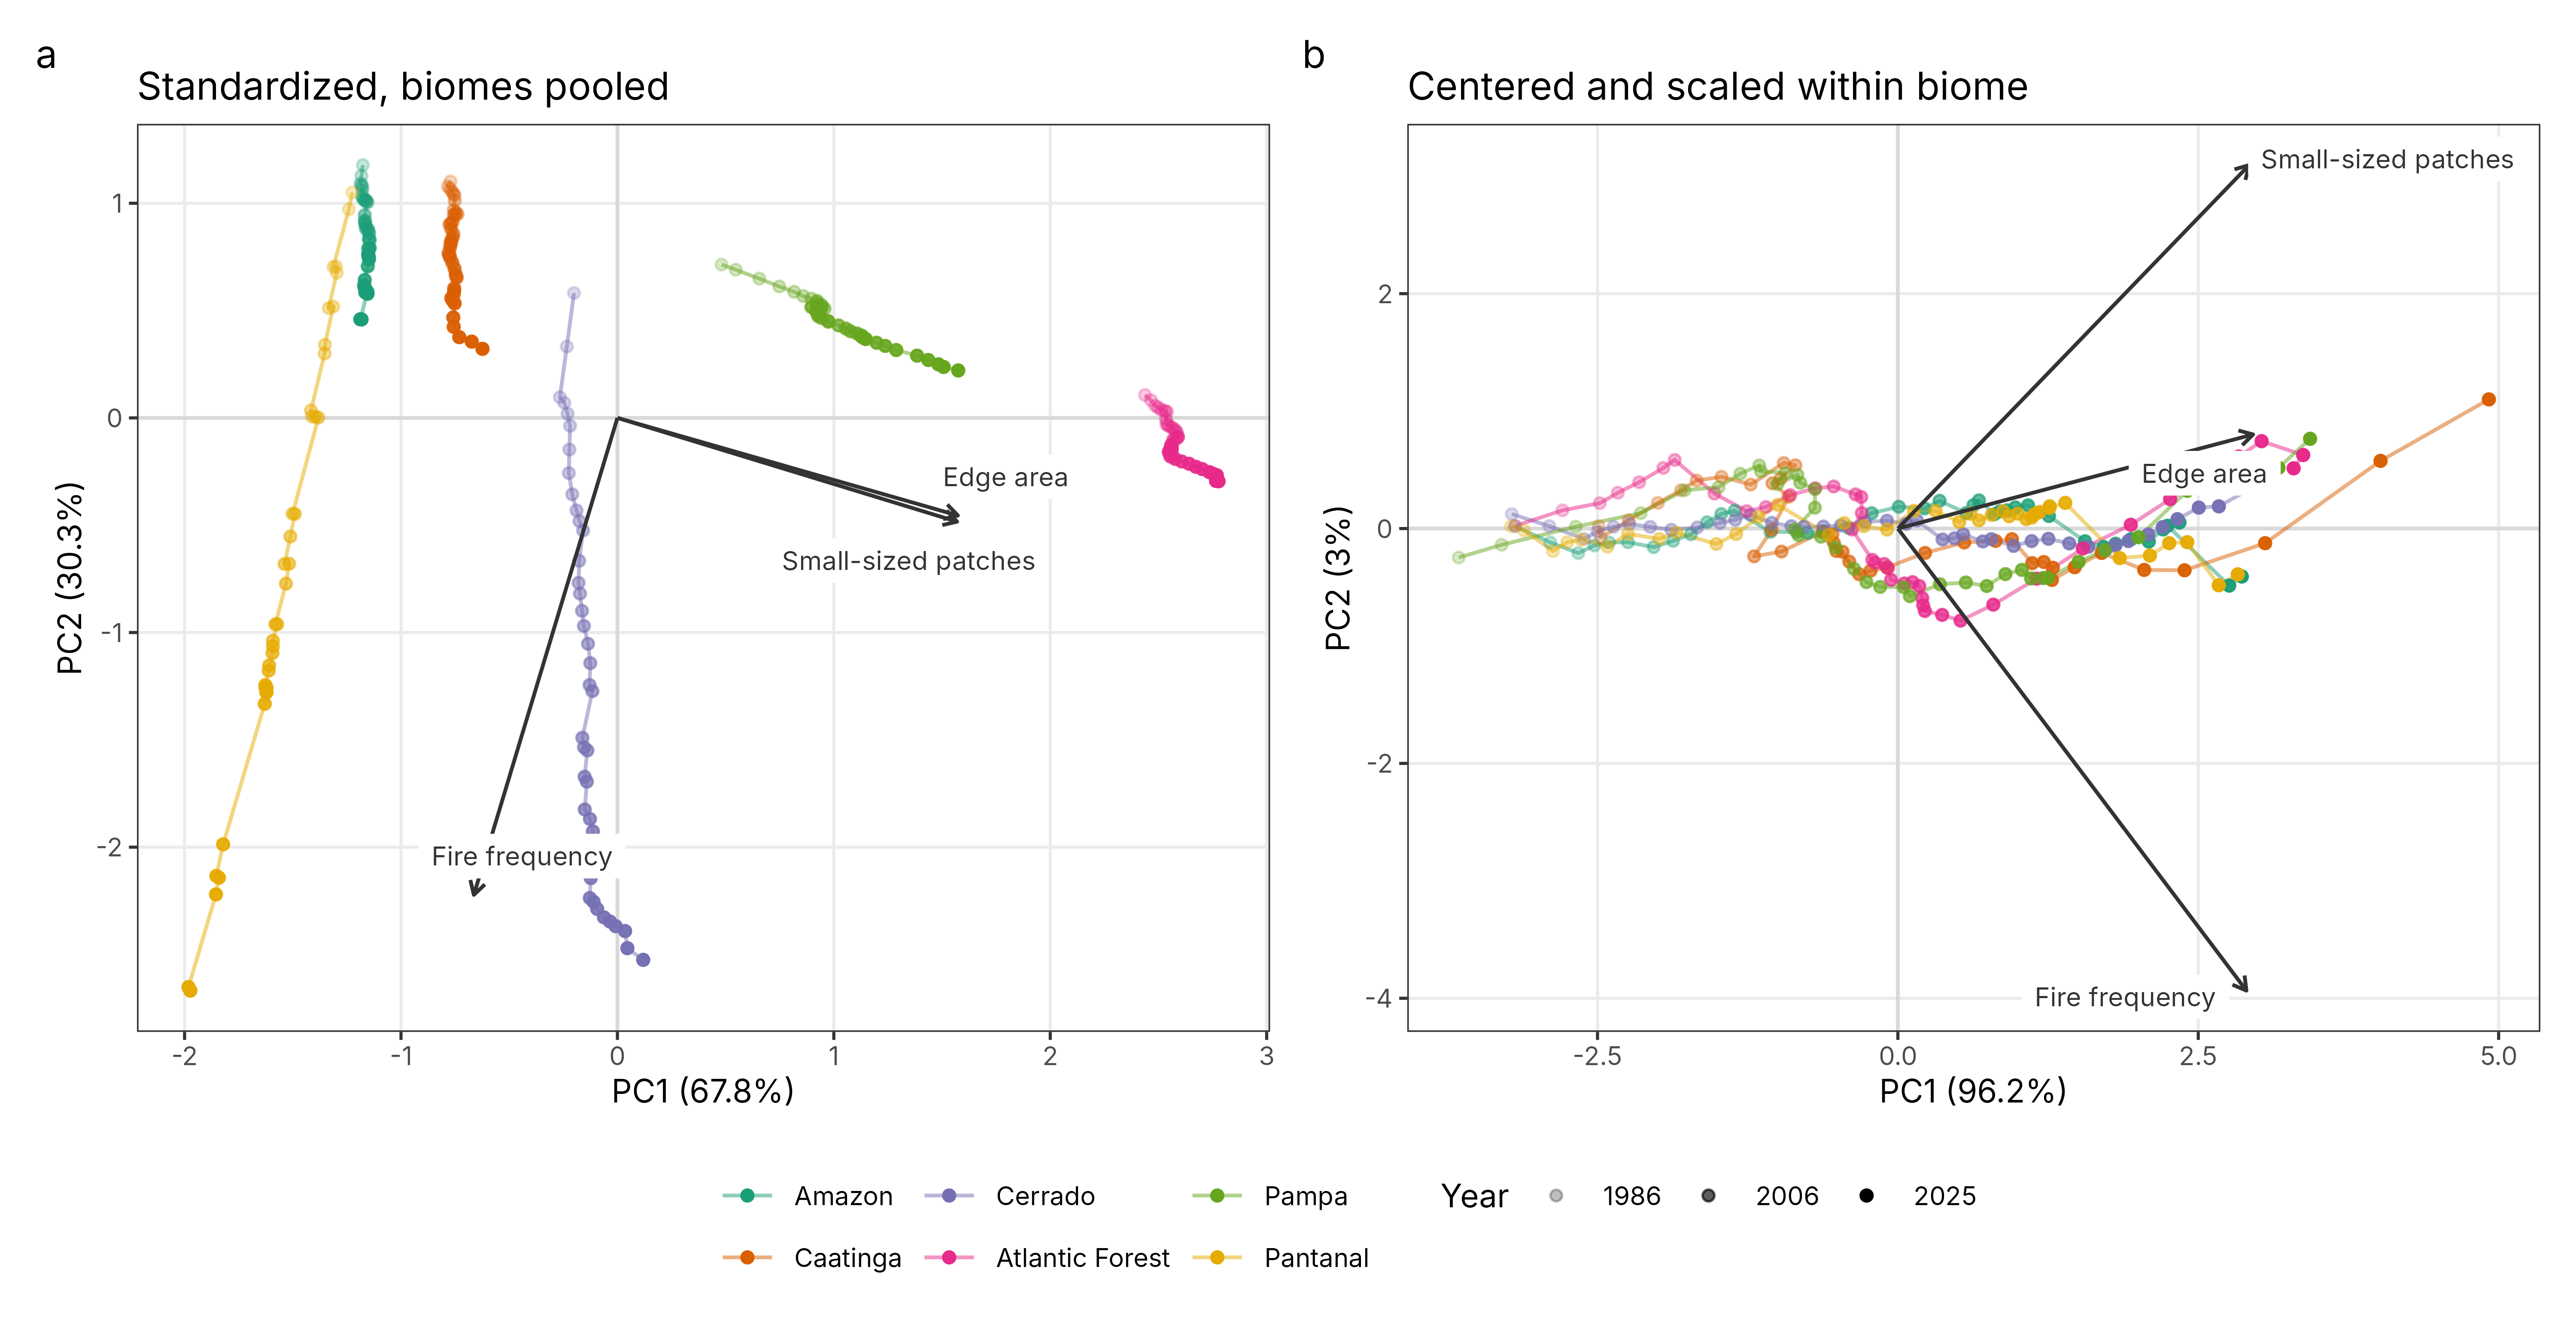 a
Standardized, biomes pooled
1
0
-1
-2
PC2 (30.3%)
Edge area
Small-sized patches
Fire frequency
-2
-1
0
1
2
3
PC1 (67.8%)
b
Centered and scaled within biome
2
0
-2
-4
PC2 (3%)
Small-sized patches
Edge area
Fire frequency
-2.5
0.0
2.5
5.0
PC1 (96.2%)
Amazon
Cerrado
Pampa
Caatinga
Atlantic Forest
Pantanal
Year
1986
2006
2025